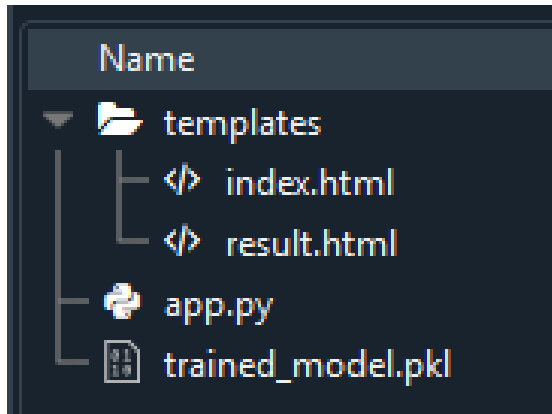 Name
templates
index.html
result.html
app.py
trained_model.pkl